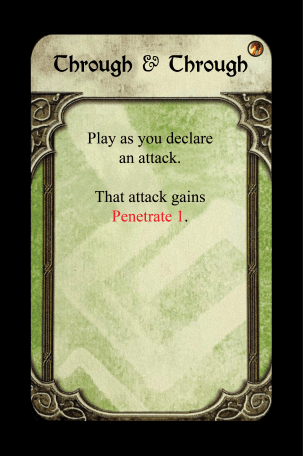 Through & Through
Play as you declare
an attack.
That attack gains
Penetrate 1.